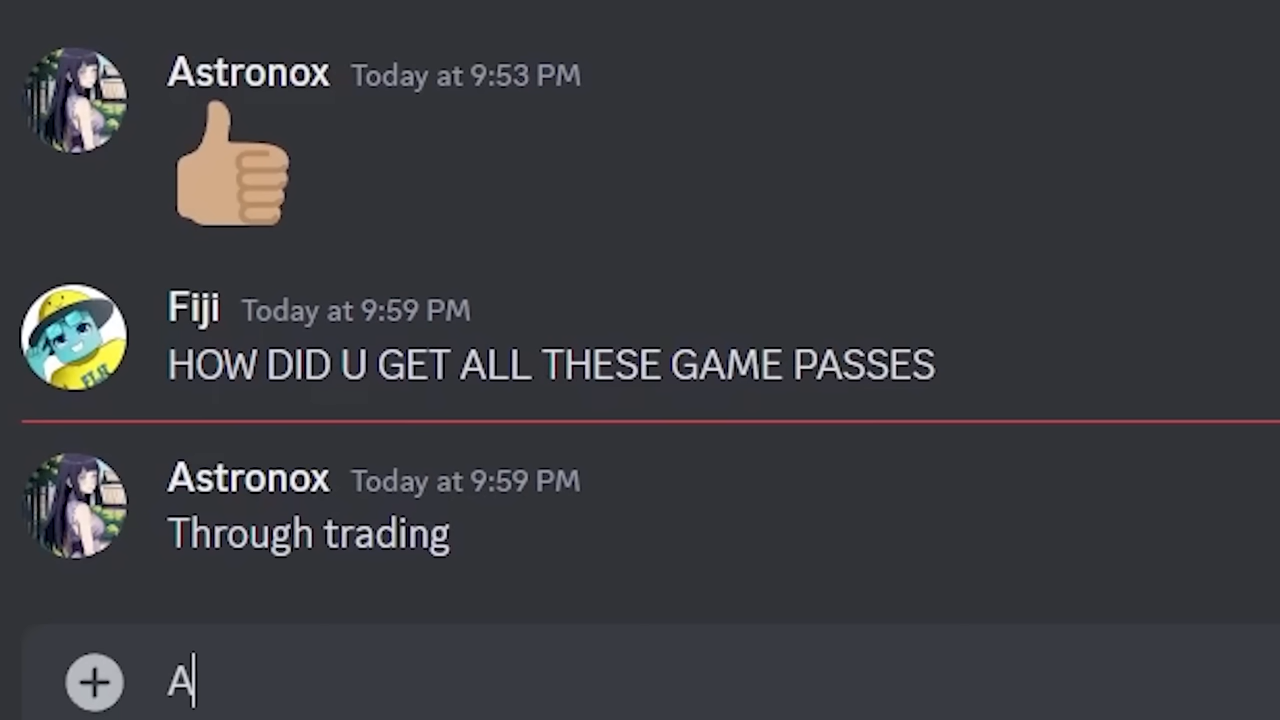 Astronox Today at 9:53 PM
Fiji Today at 9:59 PM
HOW DID U GET ALL THESE GAME PASSES
Astronox Today at 9:59 PM
Through trading
A